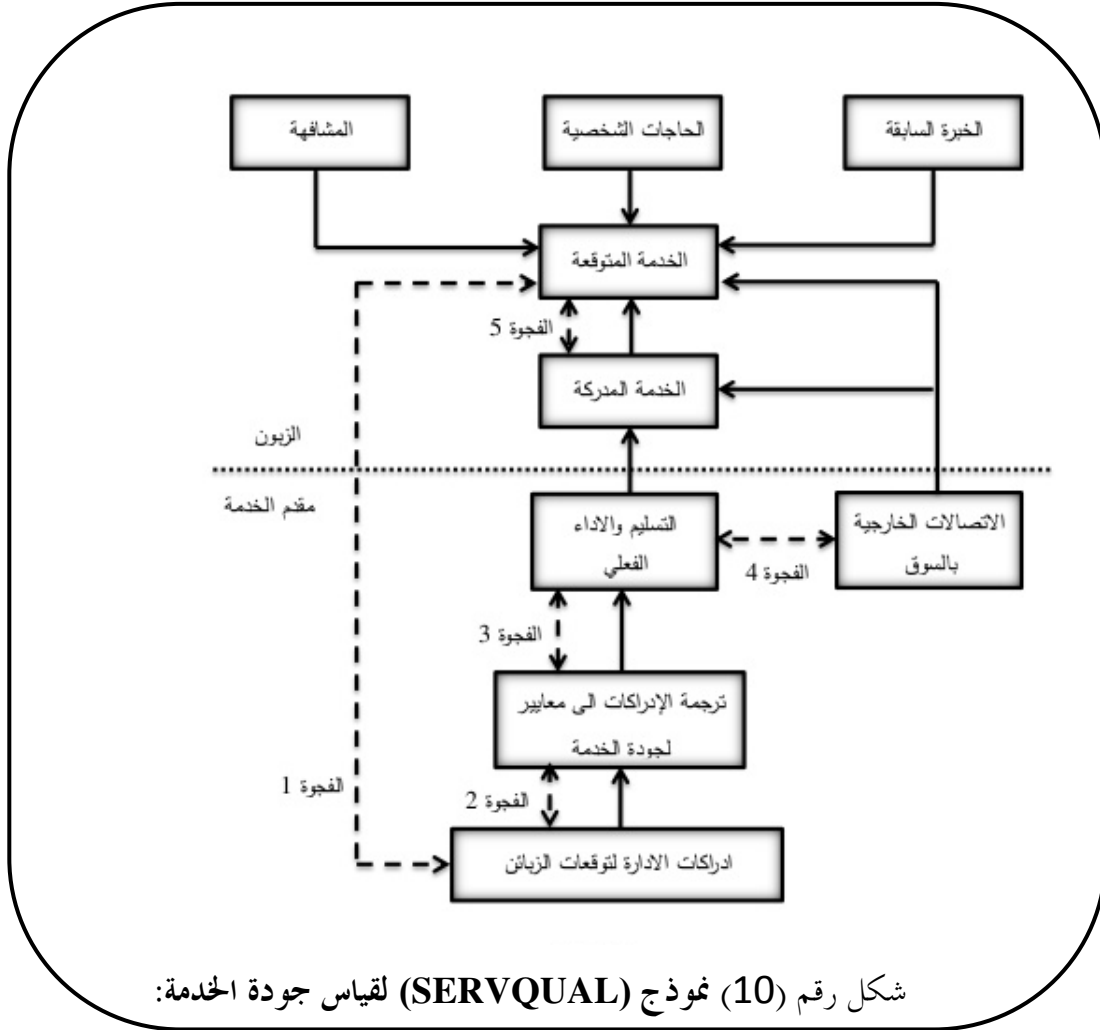 الخبرة السابقة
الحاجات الشخصية
المشافهة
الخدمة المتوقعة
الفجوة 5
الخدمة المدركة
الزبون
مقدم الخدمة
الاتصالات الخارجية
بالسوق
الفجوة 4
التسليم والاداء
الفعلي
الفجوة 3
ترجمة الإدراكات الى معايير
لجودة الخدمة
الفجوة 1
الفجوة 2
ادراكات الادارة لتوقعات الزبائن
شكل رقم (10) نموذج (SERVQUAL) لقياس جودة الخدمة: